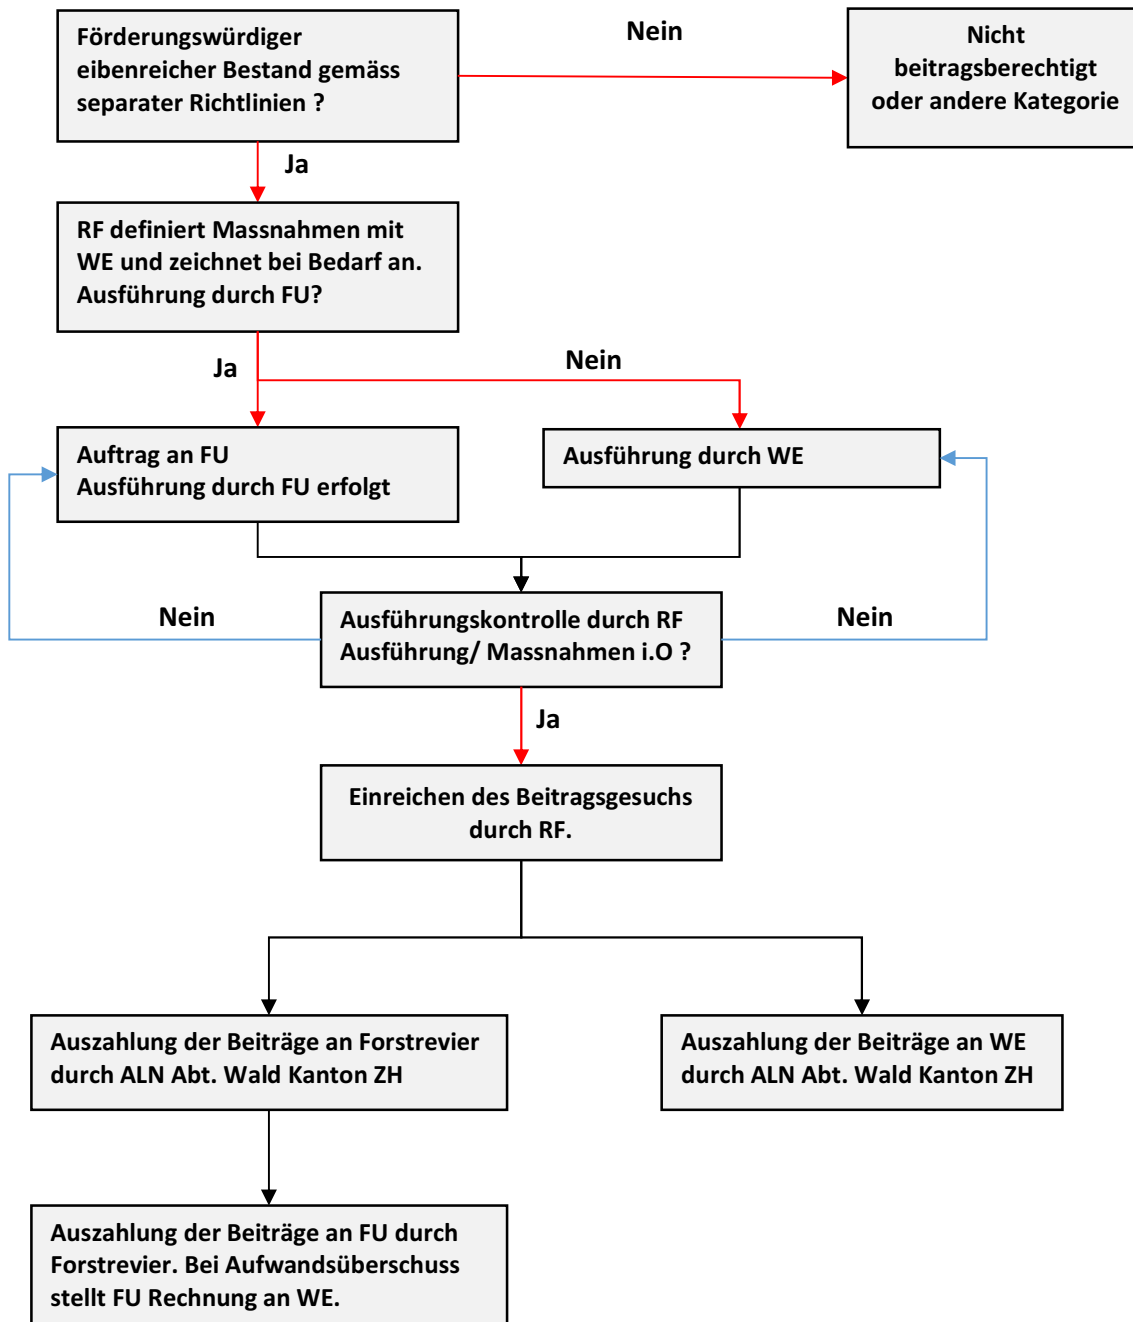 Förderungswürdiger
eibenreicher Bestand gemäss
separater Richtlinien ?
Nein
Nicht
beitragsberechtigt
oder andere Kategorie
Ja
RF definiert Massnahmen mit
WE und zeichnet bei Bedarf an.
Ausführung durch FU?
Ja
Nein
Auftrag an FU
Ausführung durch FU erfolgt
Ausführung durch WE
Nein
Ausführungskontrolle durch RF
Ausführung/ Massnahmen i.O ?
Nein
Ja
Einreichen des Beitragsgesuchs
durch RF.
Auszahlung der Beiträge an Forstrevier
durch ALN Abt. Wald Kanton ZH
Auszahlung der Beiträge an WE
durch ALN Abt. Wald Kanton ZH
Auszahlung der Beiträge an FU durch
Forstrevier. Bei Aufwandsüberschuss
stellt FU Rechnung an WE.